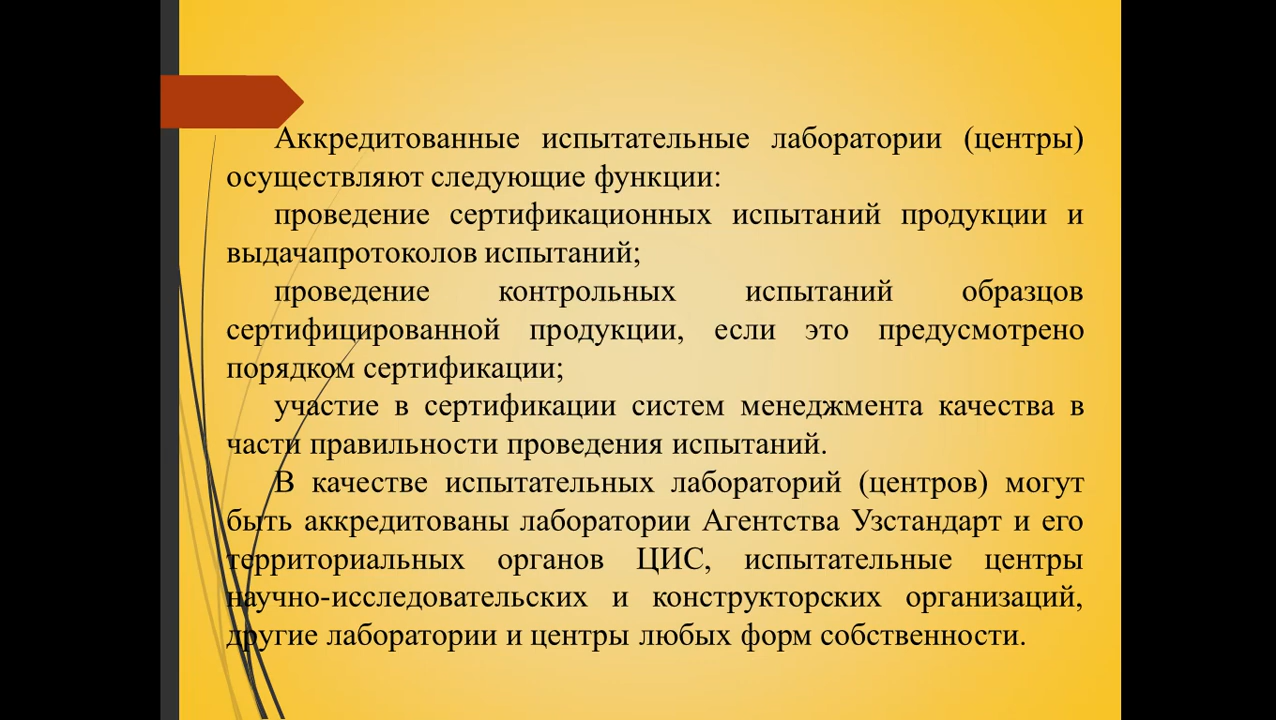 Аккредитованные испытательные лаборатории (центры)
осуществляют следующие функции:
проведение сертификационных испытаний продукции и
выдачапротоколов испытаний;
проведение контрольных испытаний образцов
сертифицированной продукции, если это предусмотрено
порядком сертификации;
участие в сертификации систем менеджмента качества в
части правильности проведения испытаний.
В качестве испытательных лабораторий (центров) могут
быть аккредитованы лаборатории Агентства Узстандарт и его
территориальных органов ЦИС, испытательные центры
научно-исследовательских и конструкторских организаций,
другие лаборатории и центры любых форм собственности.